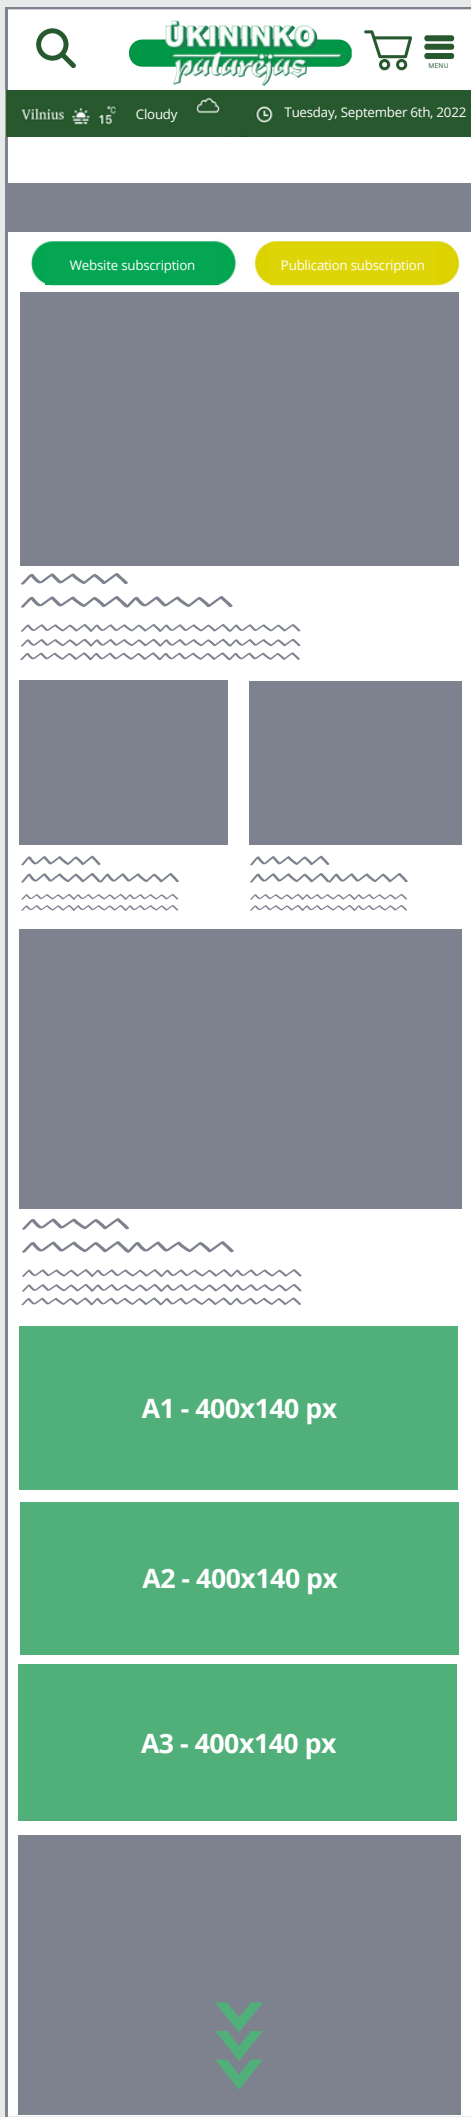 ŪKININKO
patarėjas
MENU
Vilnius 15 °C Cloudy Tuesday, September 6th, 2022
Website subscription Publication subscription
A1 - 400x140 px
A2 - 400x140 px
A3 - 400x140 px